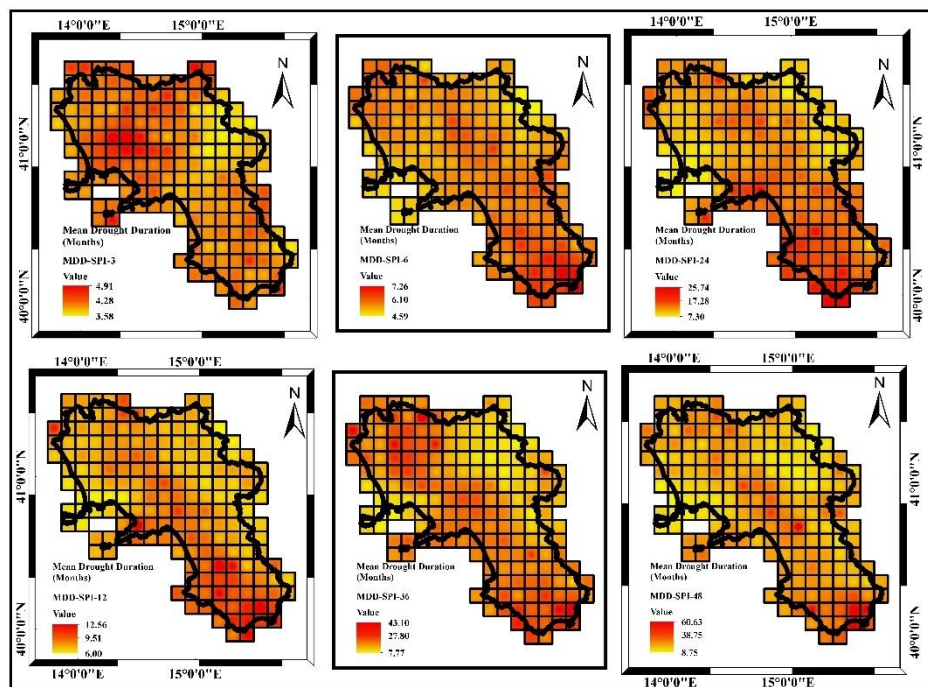 14°0'0"E 15°0'0"E
N
41°0'0"N
40°0'0"N
Mean Drought Duration
(Months)
MDD-SPI-3
Value
4.91
4.28
3.58
N
Mean Drought Duration
(Months)
MDD-SPI-6
Value
7.26
6.10
4.59
14°0'0"E 15°0'0"E
N
41°0'0"N
40°0'0"N
Mean Drought Duration
(Months)
MDD-SPI-24
Value
25.74
17.28
7.30
14°0'0"E 15°0'0"E
N
41°0'0"N
40°0'0"N
Mean Drought Duration
(Months)
MDD-SPI-12
Value
12.56
9.51
6.00
14°0'0"E 15°0'0"E
N
Mean Drought Duration
(Months)
MDD-SPI-36
Value
43.10
27.80
7.77
14°0'0"E 15°0'0"E
N
41°0'0"N
40°0'0"N
Mean Drought Duration
(Months)
MDD-SPI-48
Value
60.63
38.75
8.75
14°0'0"E 15°0'0"E